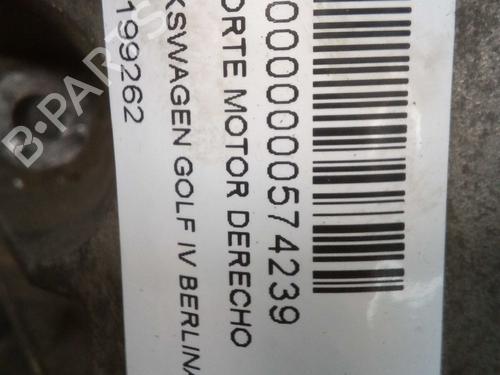 0000000574239
ORTE MOTOR DERECHO
KSWAGEN GOLF IV BERLINA
199262
B-PARTS